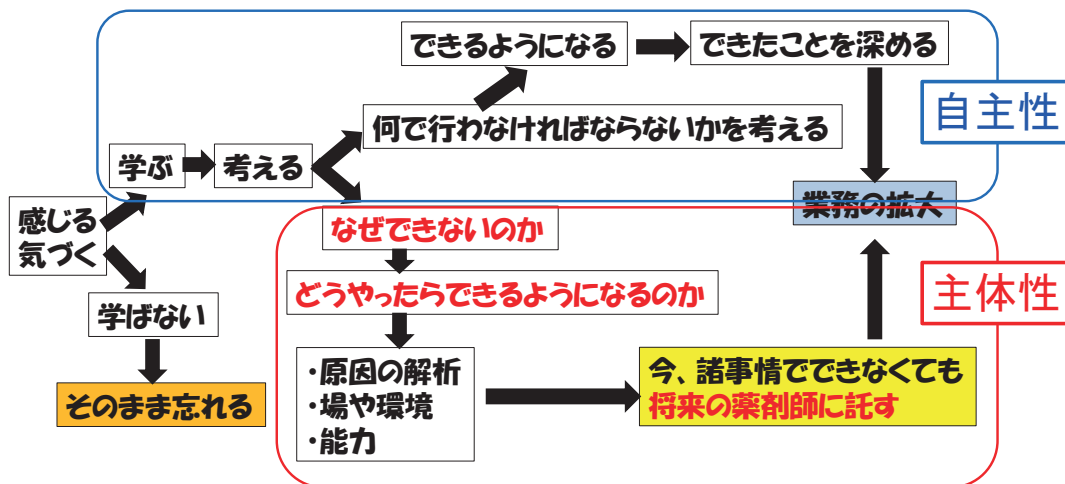 できるようになる
できたことを深める
自主性
何で行わなければならないかを考える
学ぶ
考える
業務の拡大
感じる
気づく
なぜできないのか
どうやったらできるようになるのか
主体性
学ばない
・原因の解析
・場や環境
・能力
今、諸事情でできなくても
将来の薬剤師に託す
そのまま忘れる